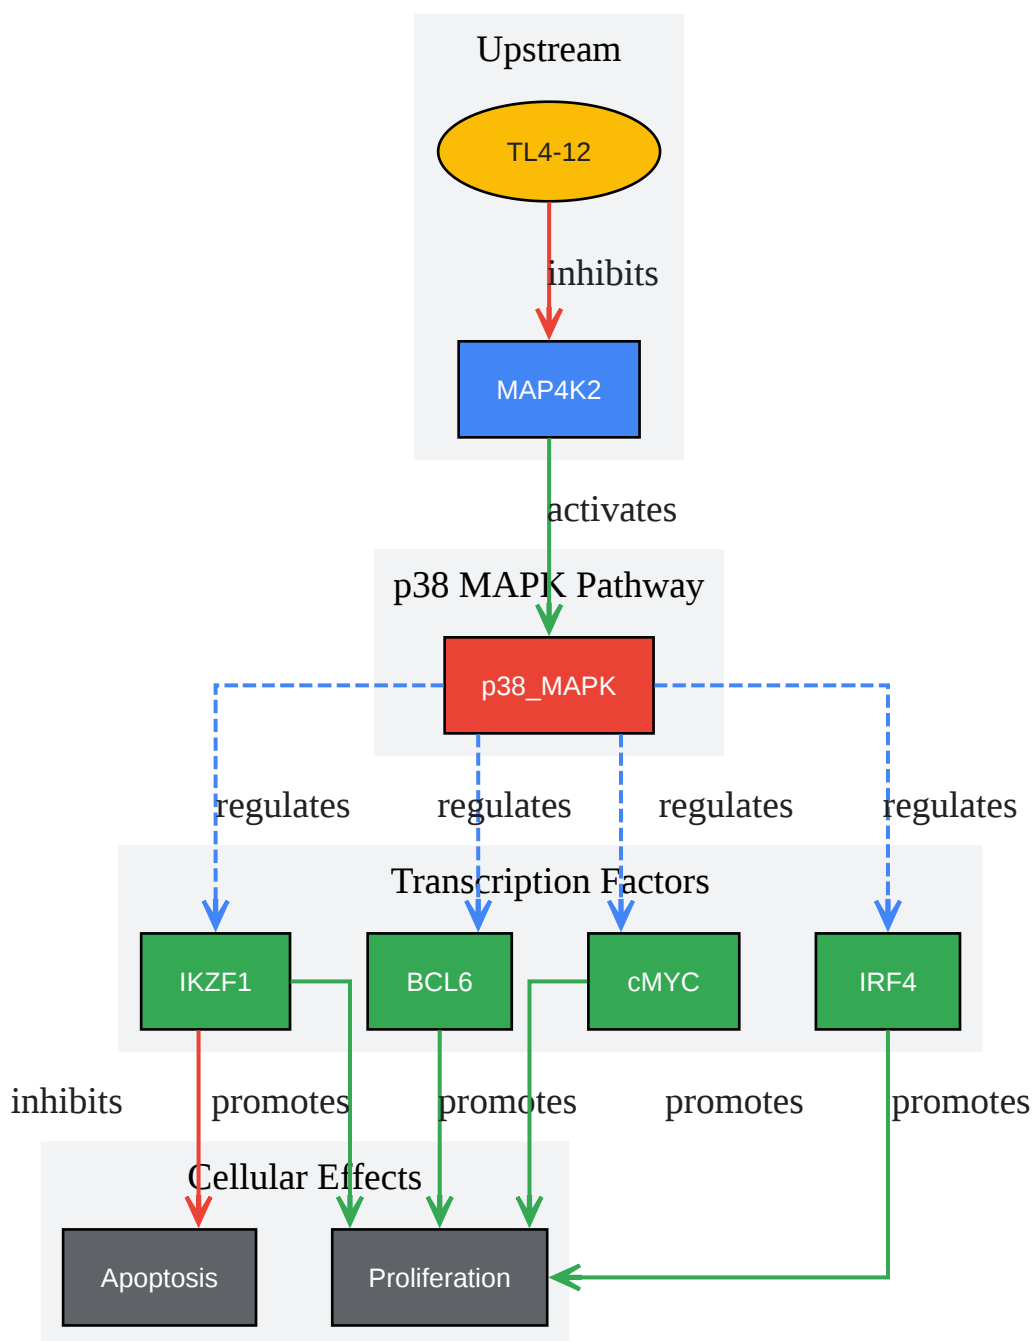 Upstream
TL4-12
inhibits
MAP4K2
activates
p38 MAPK Pathway
p38_MAPK
regulates
regulates
regulates
regulates
Transcription Factors
IKZF1
BCL6
cMYC
IRF4
inhibits
promotes
promotes
promotes
promotes
Cellular Effects
Apoptosis
Proliferation